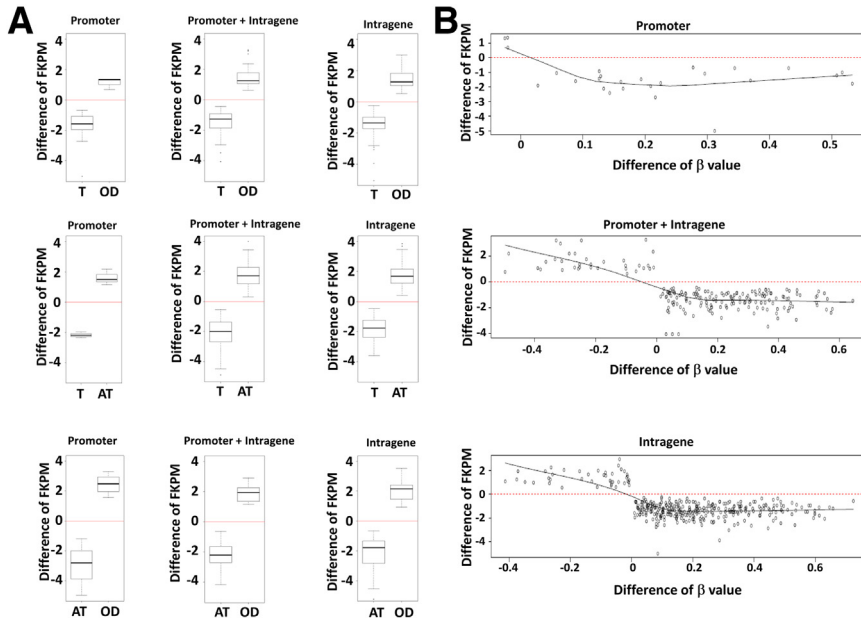 A
Promoter
Difference of FKPM
4
2
0
-2
-4
T OD
Promoter + Intragene
Difference of FKPM
4
2
0
-2
-4
T OD
Intragene
Difference of FKPM
4
2
0
-2
-4
T OD
Promoter
Difference of FKPM
4
2
0
-2
-4
T AT
Promoter + Intragene
Difference of FKPM
4
2
0
-2
-4
T AT
Intragene
Difference of FKPM
4
2
0
-2
-4
T AT
Promoter
Difference of FKPM
4
2
0
-2
-4
AT OD
Promoter + Intragene
Difference of FKPM
4
2
0
-2
-4
AT OD
Intragene
Difference of FKPM
4
2
0
-2
-4
AT OD
B
Promoter
Difference of FKPM
1
0
-1
-2
-3
-4
-5
0 0.1 0.2 0.3 0.4 0.5
Difference of β value
Promoter + Intragene
Difference of FKPM
2
0
-2
-4
-0.4 -0.2 0 0.2 0.4 0.6
Difference of β value
Intragene
Difference of FKPM
2
0
-2
-4
-0.4 -0.2 0 0.2 0.4 0.6
Difference of β value